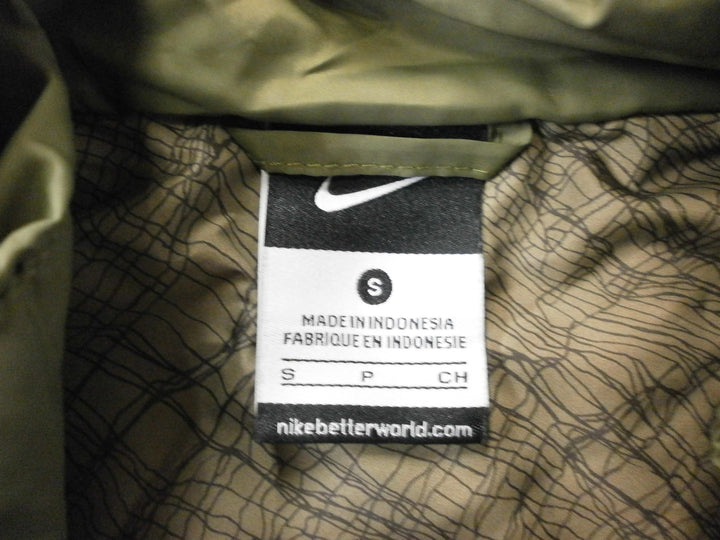 S
MADE IN INDONESIA
FABRIQUE EN INDONESIE
S P CH
nikebetterworld.com